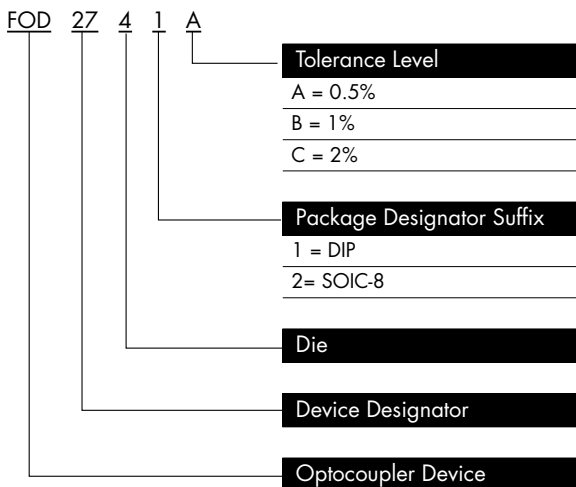 FOD 27 4 1 A
Tolerance Level
A = 0.5%
B = 1%
C = 2%
Package Designator Suffix
1 = DIP
2= SOIC-8
Die
Device Designator
Optocoupler Device